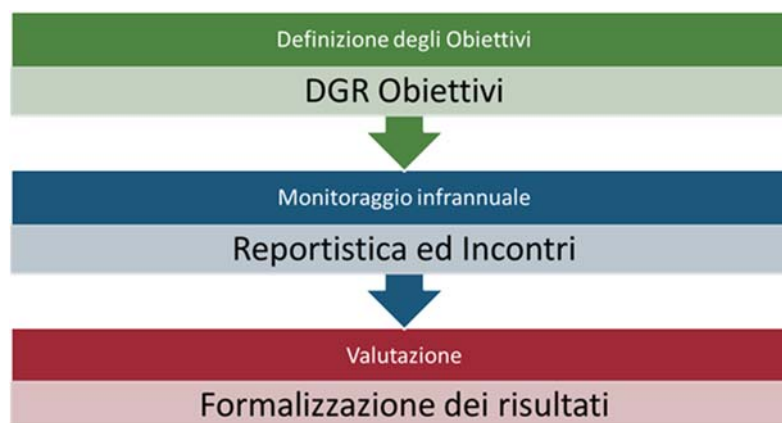 Definizione degli Obiettivi
DGR Obiettivi
Monitoraggio infrannuale
Reportistica ed Incontri
Valutazione
Formalizzazione dei risultati